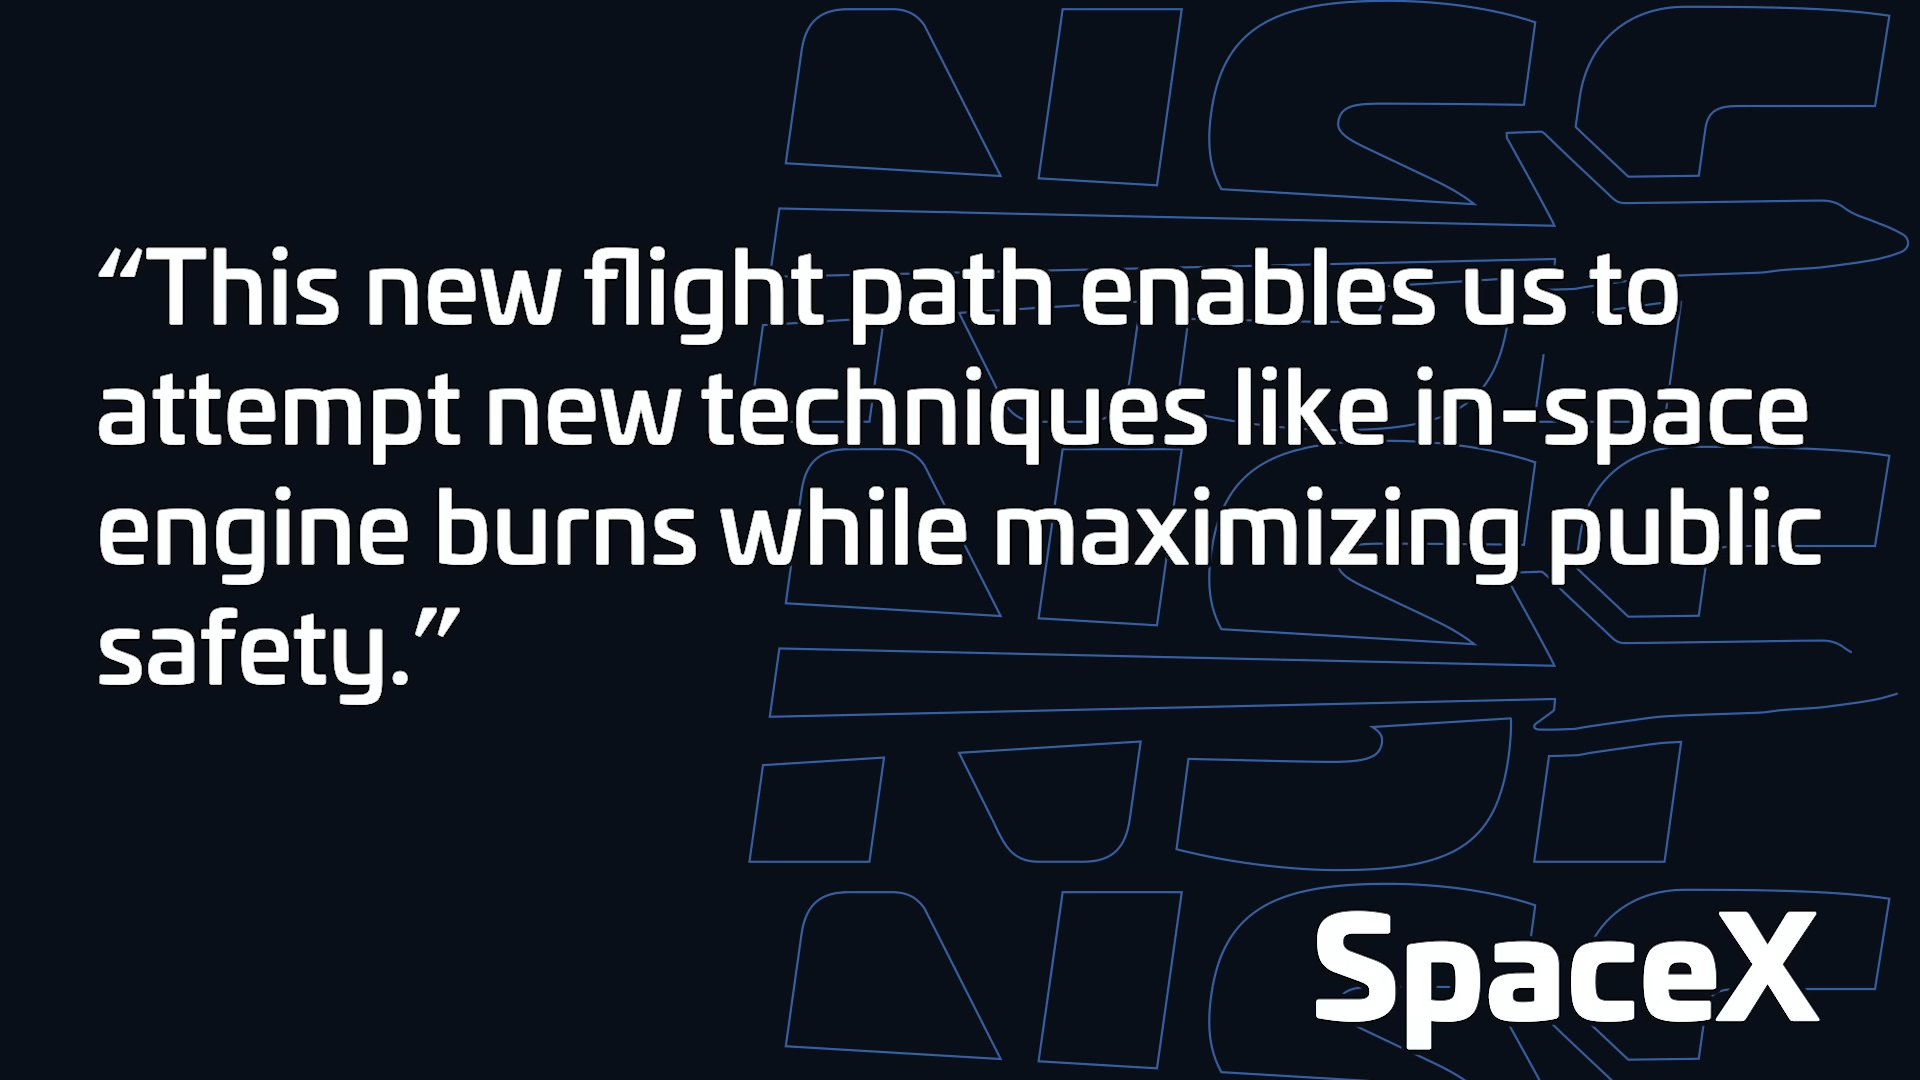 “This new flight path enables us to
attempt new techniques like in-space
engine burns while maximizing public
safety.”
SpaceX